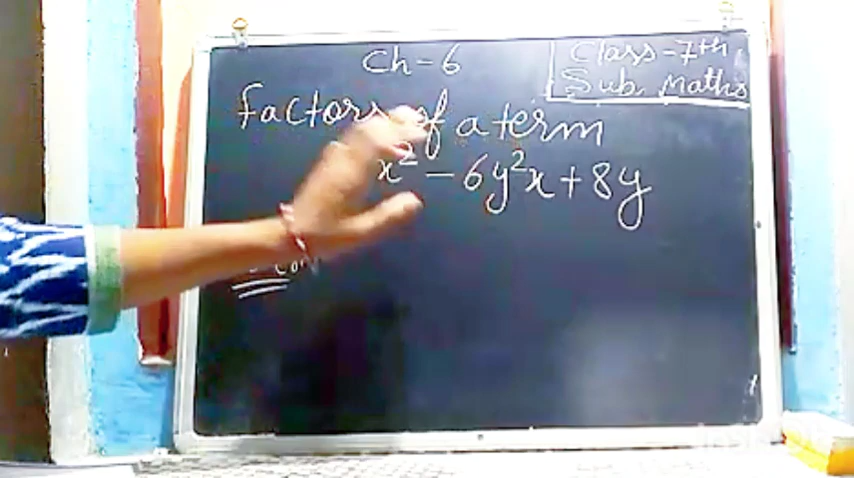 Ch-6
Class-7th
Sub. Maths
factors of a term
x² - 6y²x + 8y